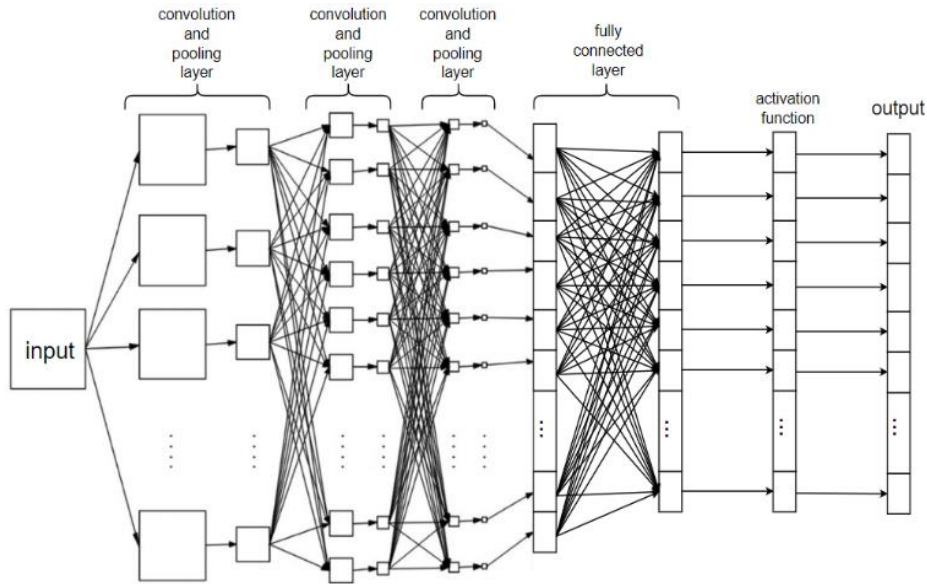 convolution
and
pooling
layer
convolution
and
pooling
layer
convolution
and
pooling
layer
fully
connected
layer
activation
function
output
input